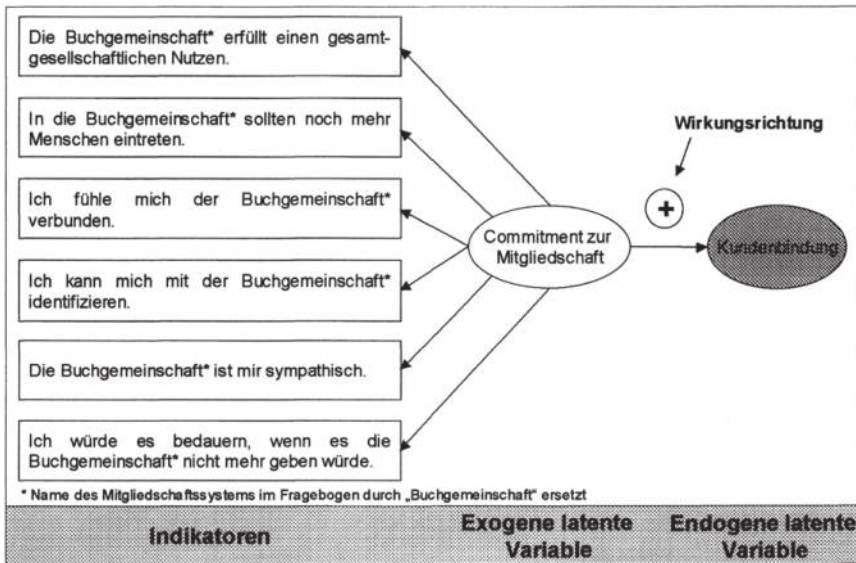 Die Buchgemeinschaft* erfüllt einen gesamt-
gesellschaftlichen Nutzen.
In die Buchgemeinschaft* sollten noch mehr
Menschen eintreten.
Ich fühle mich der Buchgemeinschaft*
verbunden.
Ich kann mich mit der Buchgemeinschaft*
identifizieren.
Die Buchgemeinschaft* ist mir sympathisch.
Ich würde es bedauern, wenn es die
Buchgemeinschaft* nicht mehr geben würde.
Commitment zur
Mitgliedschaft
Wirkungsrichtung
+
Kundenbindung
* Name des Mitgliedschaftssystems im Fragebogen durch „Buchgemeinschaft" ersetzt
Indikatoren
Exogene latente
Variable
Endogene latente
Variable